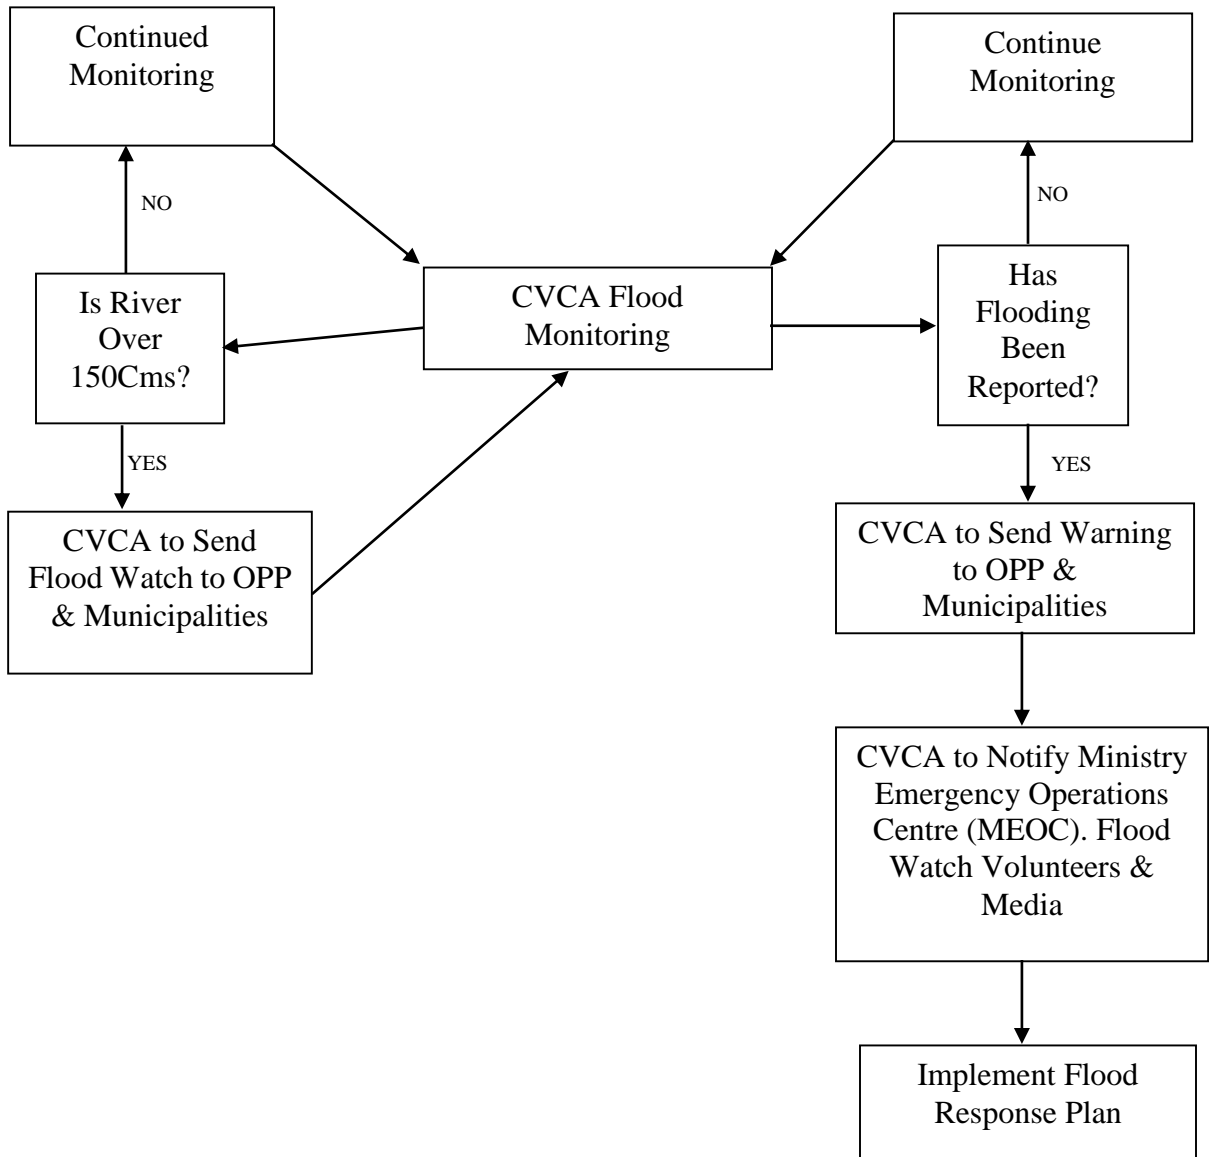 Continued
Monitoring
Continue
Monitoring
NO
NO
Is River
Over
150Cms?
CVCA Flood
Monitoring
Has
Flooding
Been
Reported?
YES
YES
CVCA to Send
Flood Watch to OPP
& Municipalities
CVCA to Send Warning
to OPP &
Municipalities
CVCA to Notify Ministry
Emergency Operations
Centre (MEOC). Flood
Watch Volunteers &
Media
Implement Flood
Response Plan